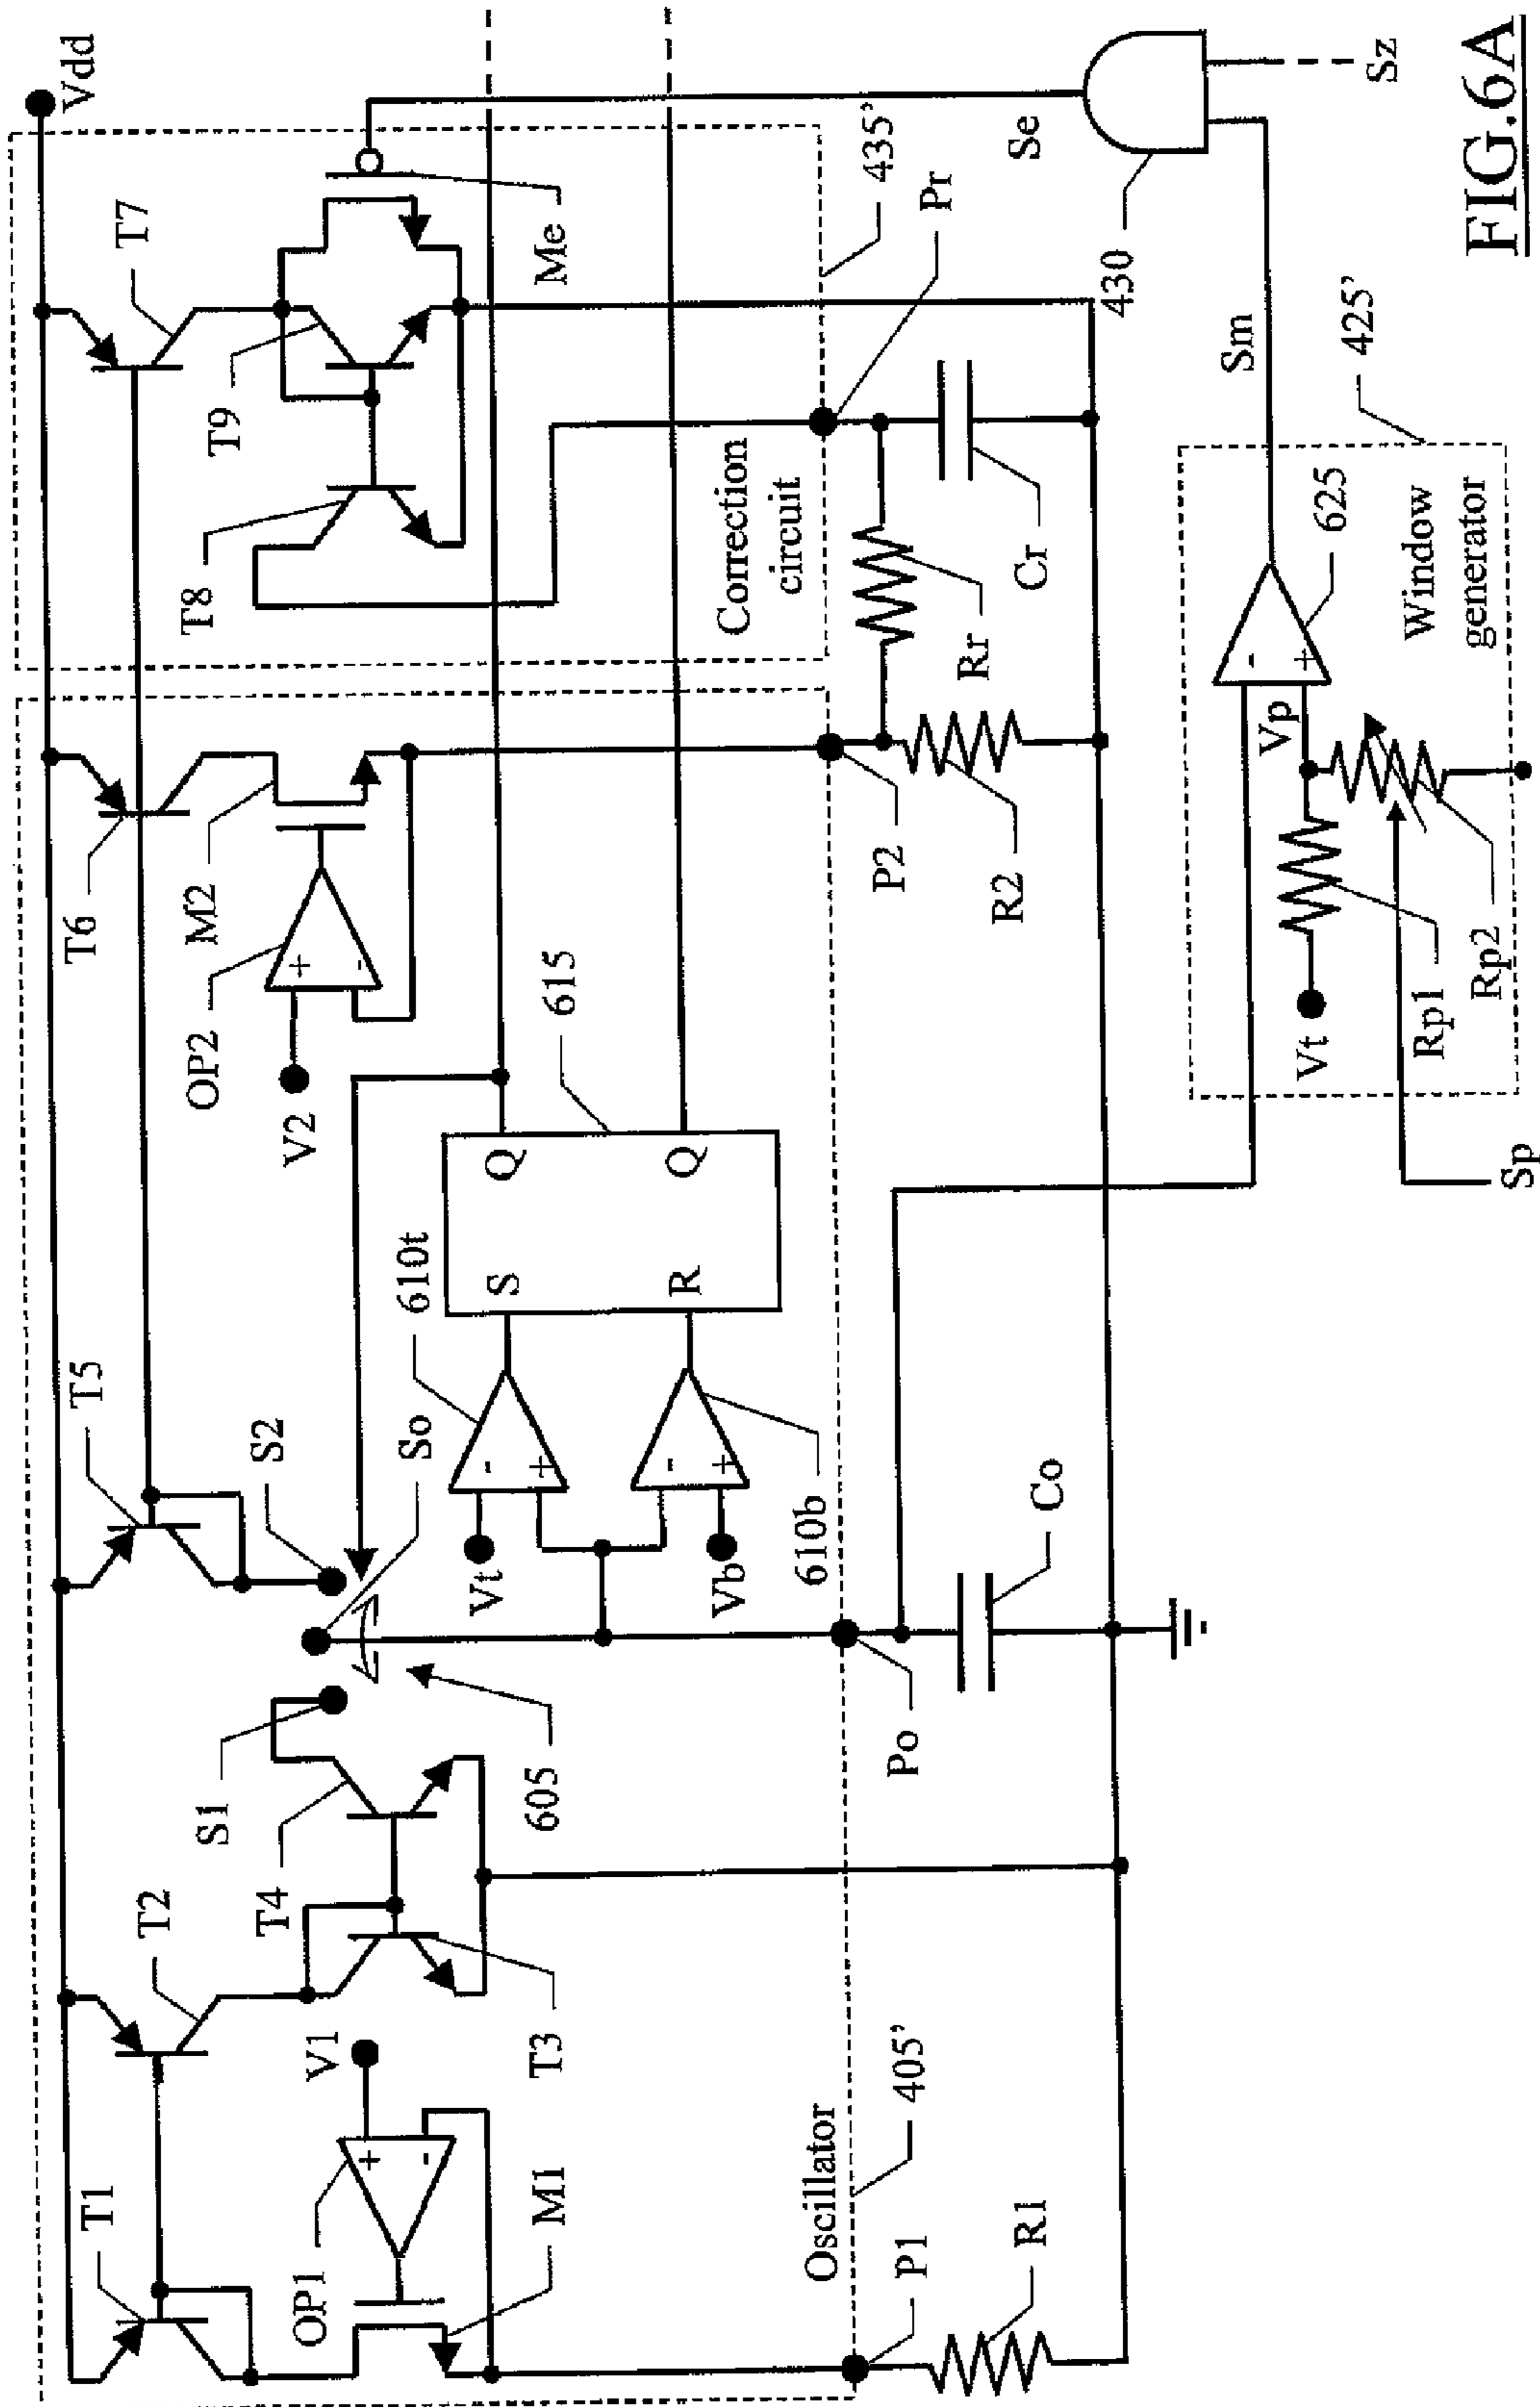 Vdd
T1
T2
T5
T6
T7
V1
OP1
M1
T3
T4
S1
S2
So
605
Vt
Vb
610t
610b
S
R
Q
Q
615
V2
OP2
M2
T8
T9
Me
Correction
circuit
435'
Pr
Oscillator
405'
P1
R1
Po
Co
P2
R2
Rr
Cr
Se
430
Sz
Sm
425'
Window
generator
625
Vp
Vt
Rp1
Rp2
Sp
+
-
-
+
-
+
+
-
-
+
FIG.6A